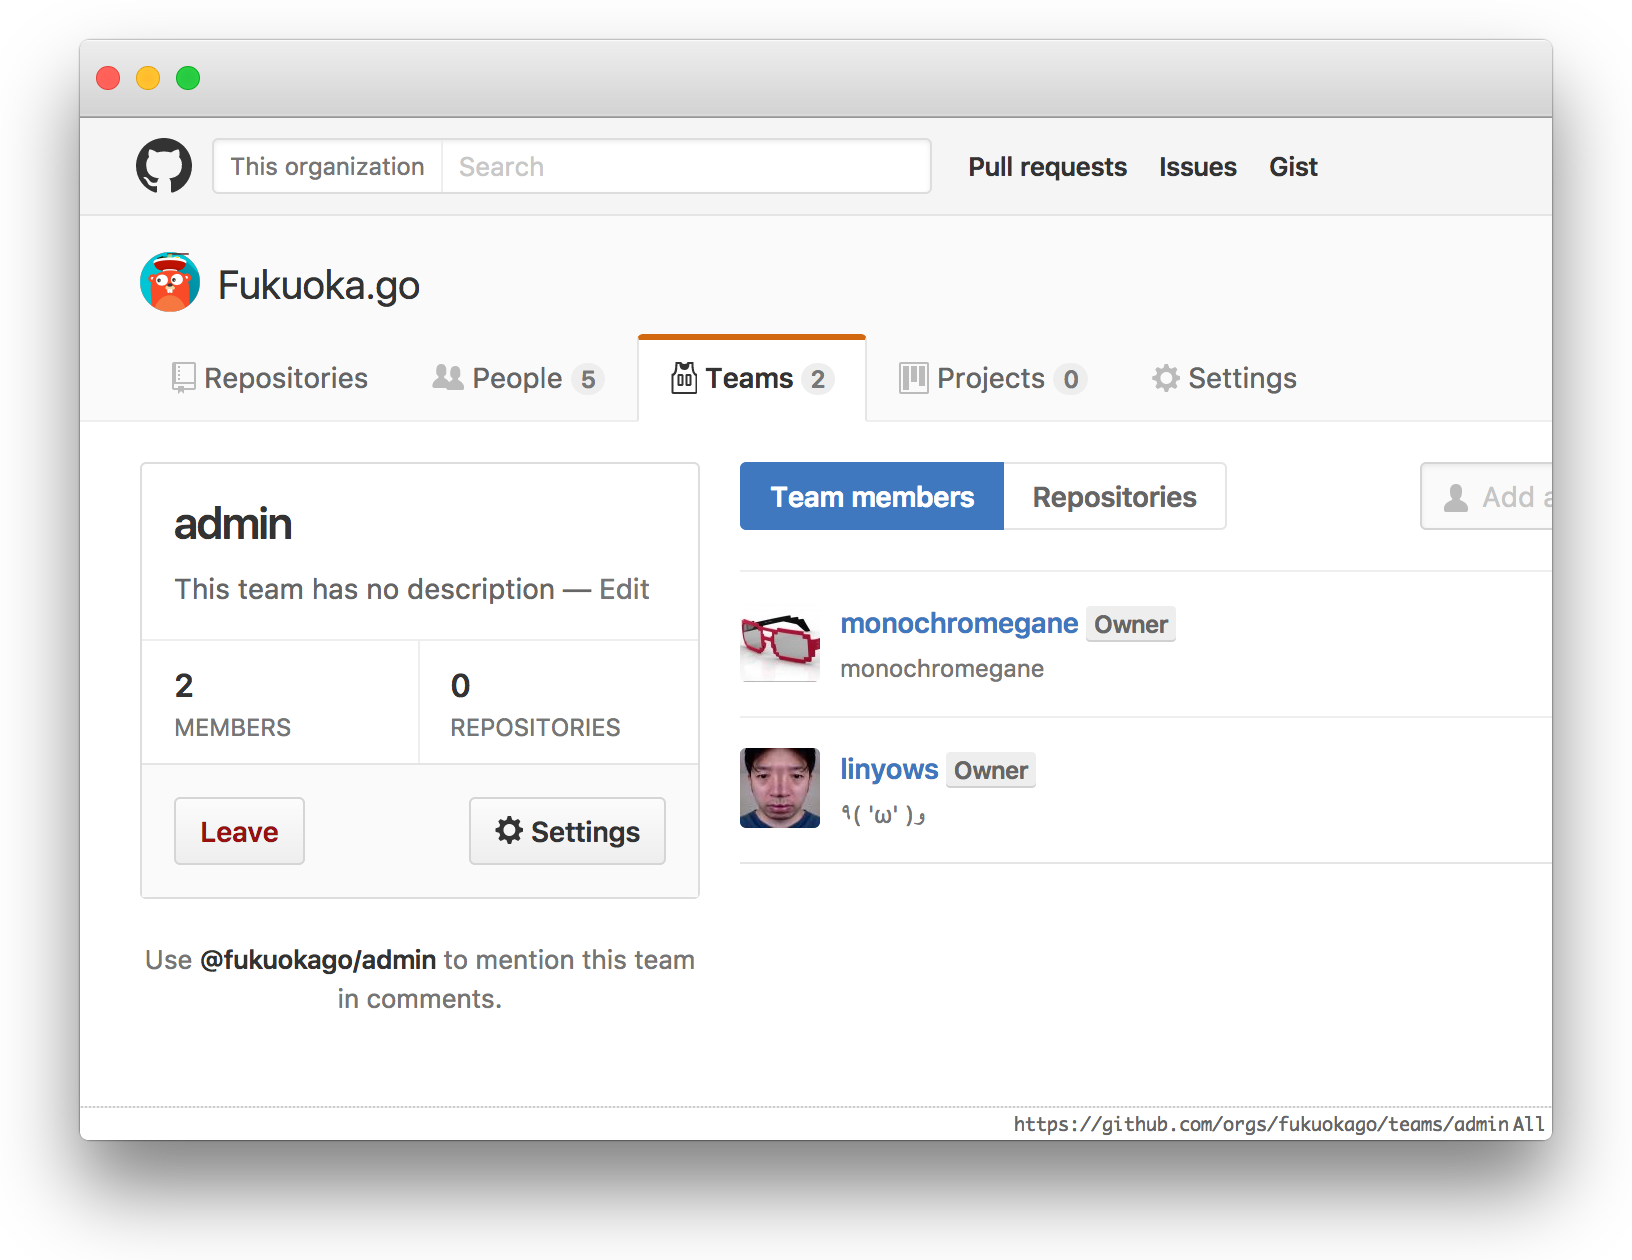 This organization Search Pull requests Issues Gist
Fukuoka.go
Repositories People 5 Teams 2 Projects 0 Settings
admin
This team has no description — Edit
2 MEMBERS
0 REPOSITORIES
Leave Settings
Use @fukuokago/admin to mention this team
in comments.
Team members Repositories Add a
monochromegane Owner
monochromegane
linyows Owner
٩( 'ω' )و
https://github.com/orgs/fukuokago/teams/admin All